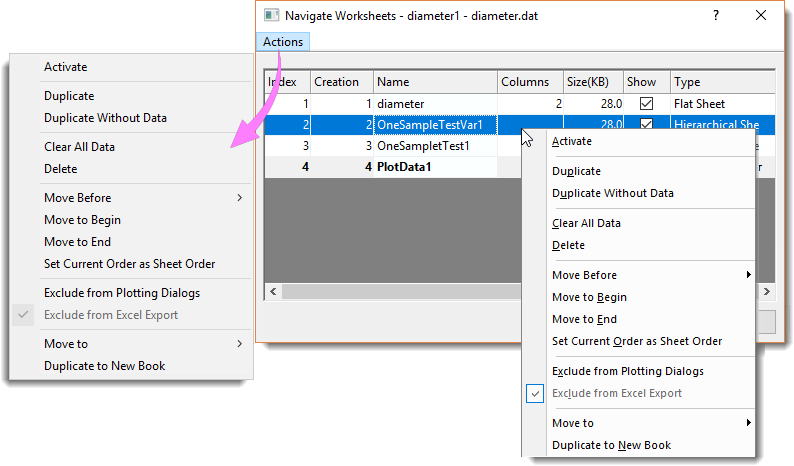 Navigate Worksheets - diameter1 - diameter.dat
Actions
Activate
Duplicate
Duplicate Without Data
Clear All Data
Delete
Move Before
Move to Begin
Move to End
Set Current Order as Sheet Order
Exclude from Plotting Dialogs
Exclude from Excel Export
Move to
Duplicate to New Book
Index Creation Name Columns Size(KB) Show Type
1 1 diameter 2 28.0 Flat Sheet
2 2 OneSampleTestVar1 28.0 Hierarchical She
3 3 OneSampletTest1
4 4 PlotData1
Activate
Duplicate
Duplicate Without Data
Clear All Data
Delete
Move Before
Move to Begin
Move to End
Set Current Order as Sheet Order
Exclude from Plotting Dialogs
Exclude from Excel Export
Move to
Duplicate to New Book